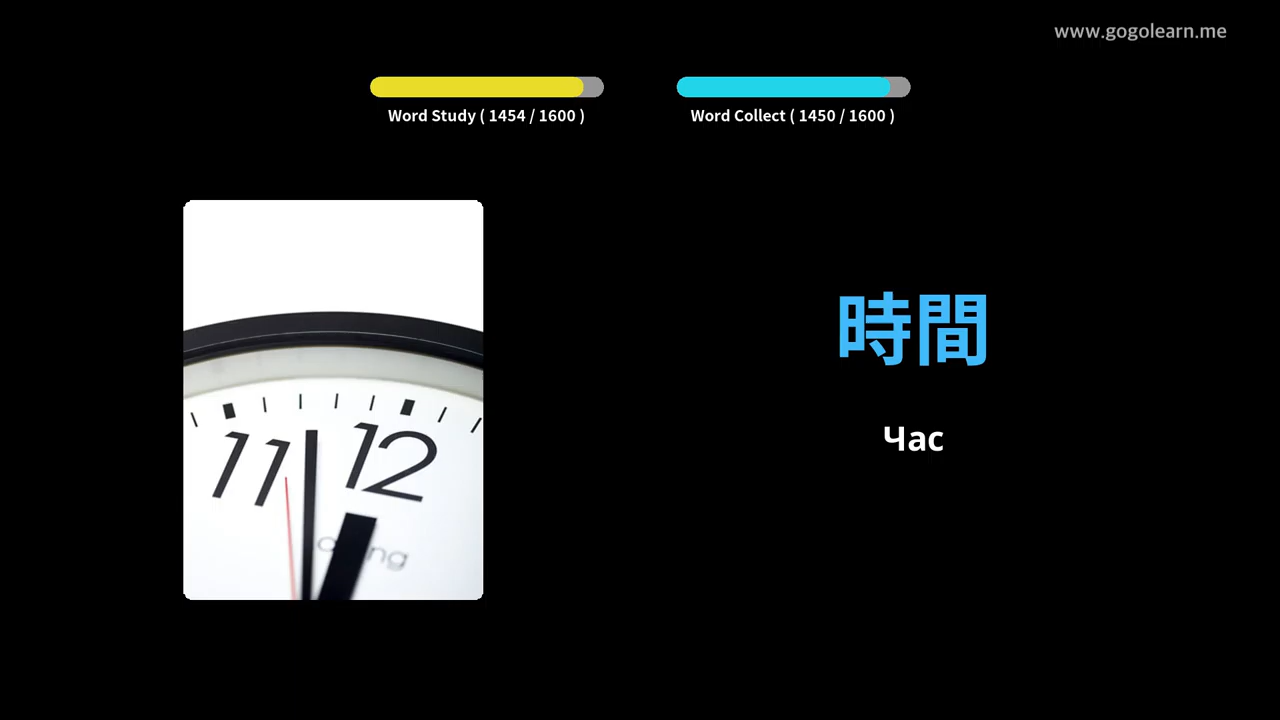 www.gogolearn.me
Word Study ( 1454 / 1600 )
Word Collect ( 1450 / 1600 )
時間
Час
11 12